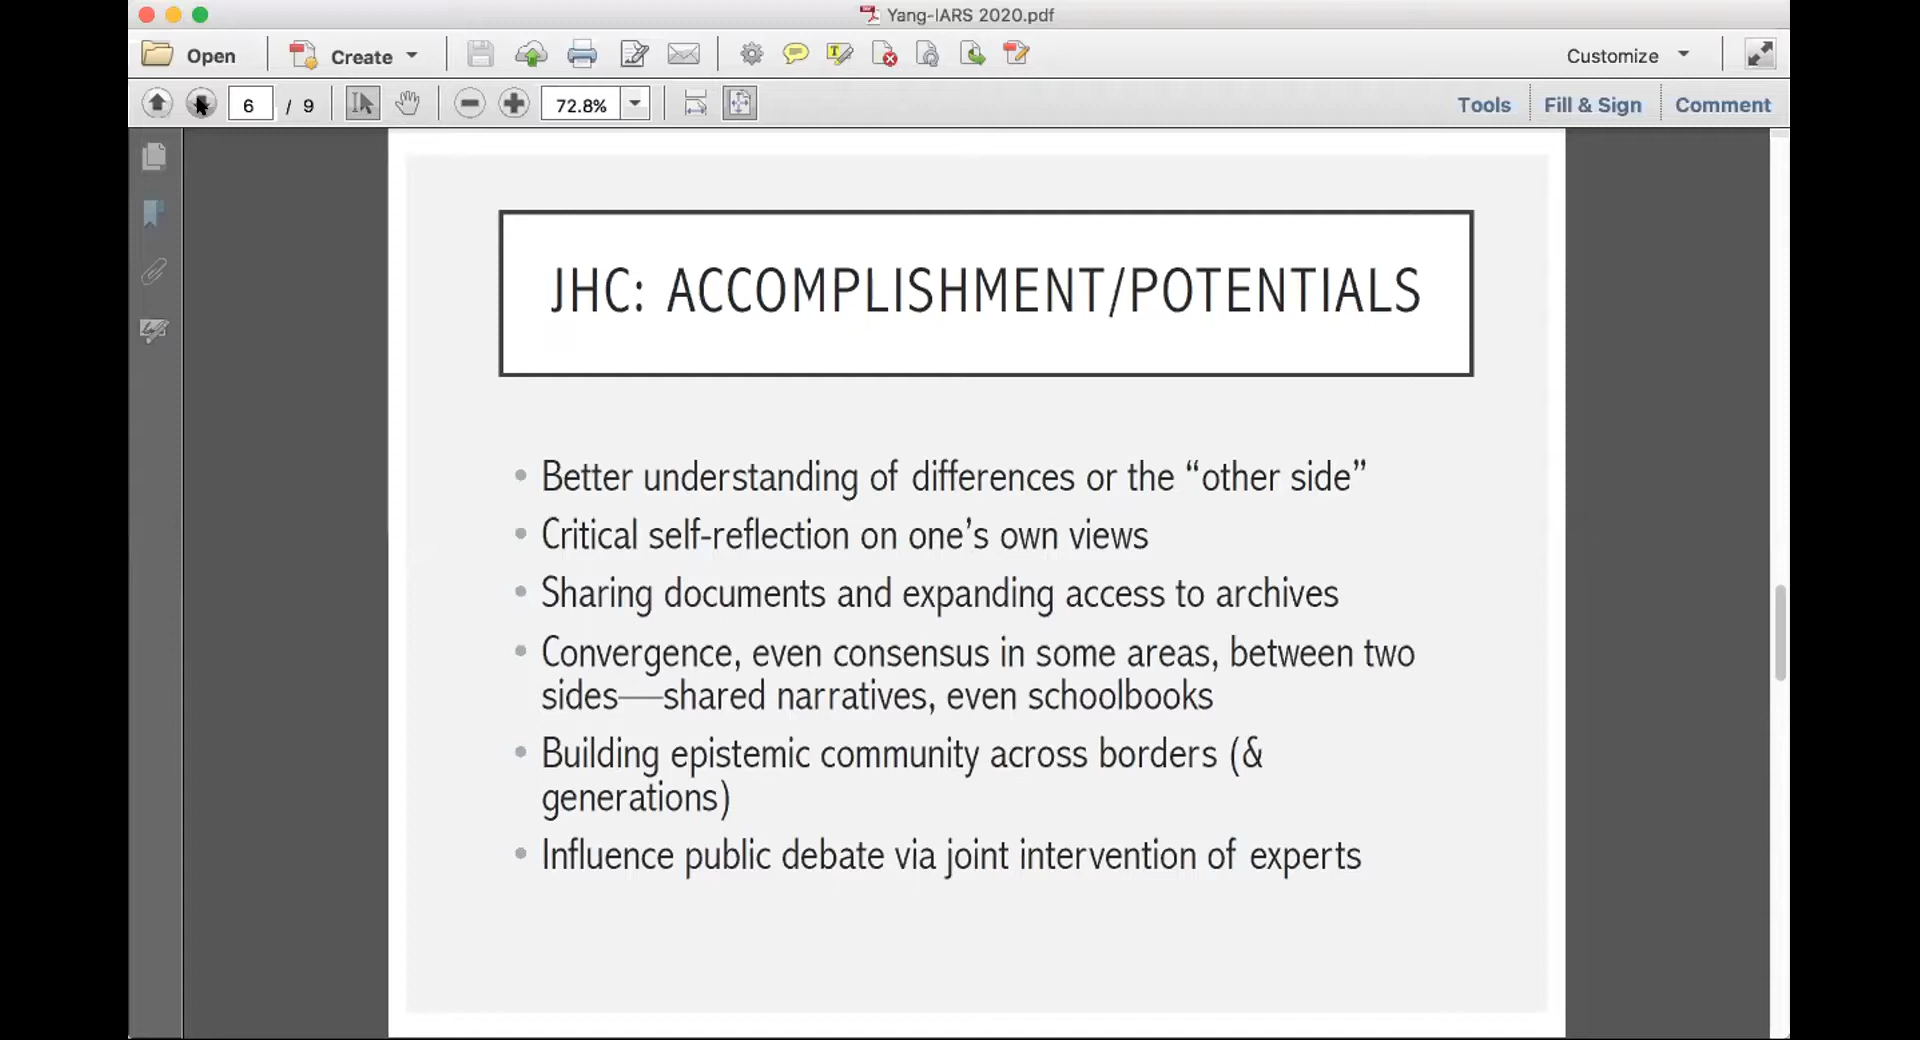 Yang-IARS 2020.pdf
Open
Create
Customize
6 / 9
72.8%
Tools
Fill & Sign
Comment
JHC: ACCOMPLISHMENT/POTENTIALS
• Better understanding of differences or the “other side”
• Critical self-reflection on one’s own views
• Sharing documents and expanding access to archives
• Convergence, even consensus in some areas, between two
sides—shared narratives, even schoolbooks
• Building epistemic community across borders (&
generations)
• Influence public debate via joint intervention of experts